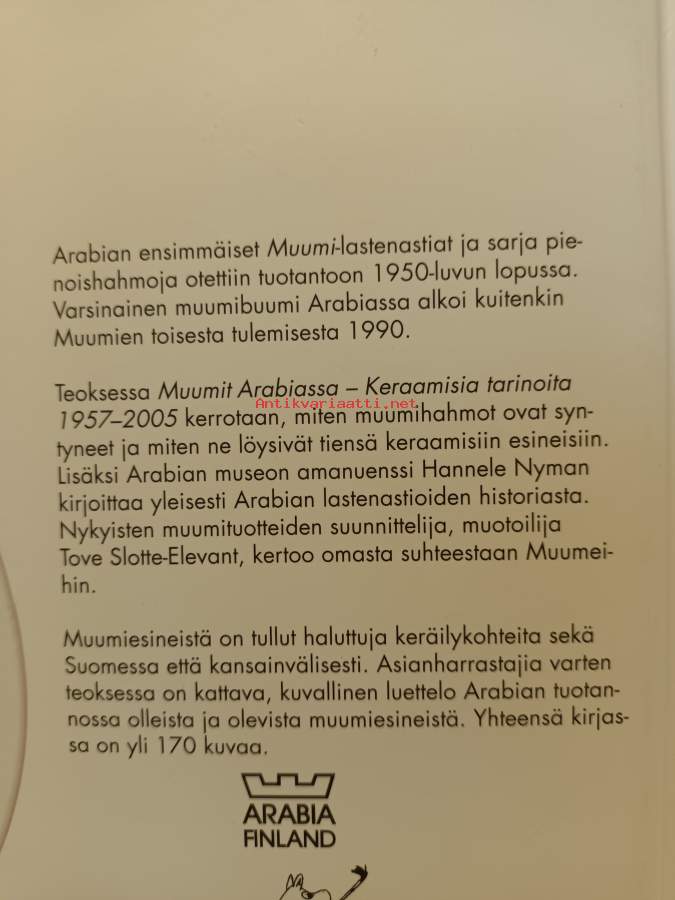 Arabian ensimmäiset Muumi-lastenastiat ja sarja pie-
noishahmoja otettiin tuotantoon 1950-luvun lopussa.
Varsinainen muumibuumi Arabiassa alkoi kuitenkin
Muumien toisesta tulemisesta 1990.
Teoksessa Muumit Arabiassa – Keraamisia tarinoita
Antikvariaatti.net
1957–2005 kerrotaan, miten muumihahmot ovat syn-
tyneet ja miten ne löysivät tiensä keraamisiin esineisiin.
Lisäksi Arabian museon amanuenssi Hannele Nyman
kirjoittaa yleisesti Arabian lastenastioiden historiasta.
Nykyisten muumituotteiden suunnittelija, muotoilija
Tove Slotte-Elevant, kertoo omasta suhteestaan Muumei-
hin.
Muumiesineistä on tullut haluttuja keräilykohteita sekä
Suomessa että kansainvälisesti. Asianharrastajia varten
teoksessa on kattava, kuvallinen luettelo Arabian tuotan-
nossa olleista ja olevista muumiesineistä. Yhteensä kirjas-
sa on yli 170 kuvaa.
ARABIA
FINLAND